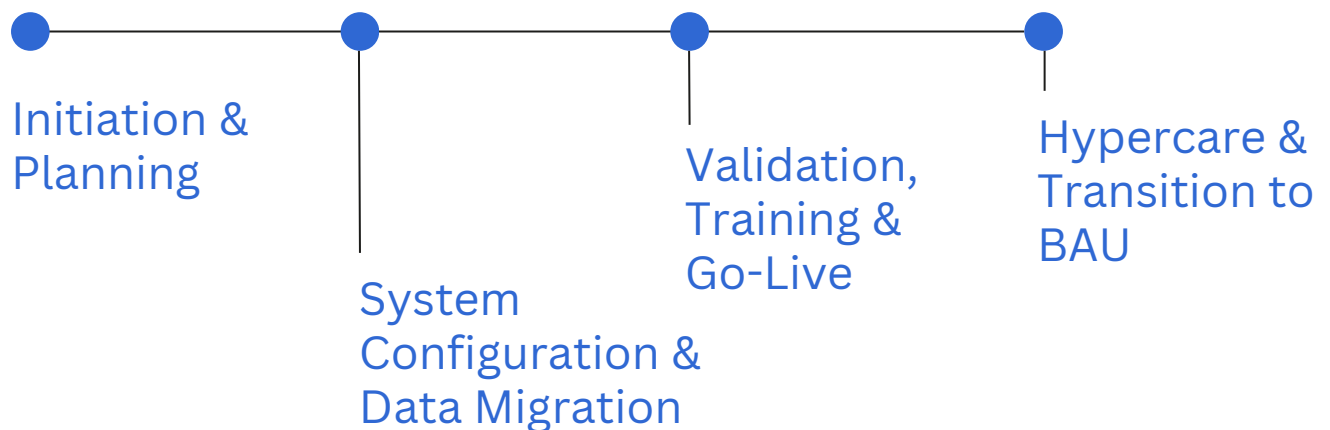 Initiation &
Planning
System
Configuration &
Data Migration
Validation,
Training &
Go-Live
Hypercare &
Transition to
BAU